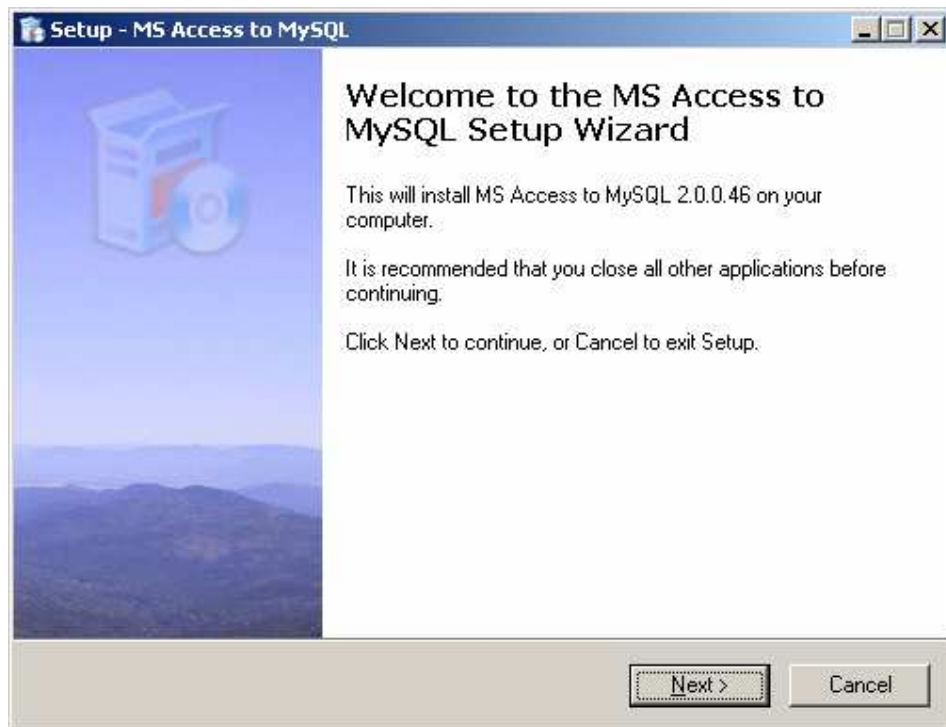 Setup - MS Access to MySQL
Welcome to the MS Access to
MySQL Setup Wizard
This will install MS Access to MySQL 2.0.0.46 on your
computer.
It is recommended that you close all other applications before
continuing.
Click Next to continue, or Cancel to exit Setup.
Next >
Cancel